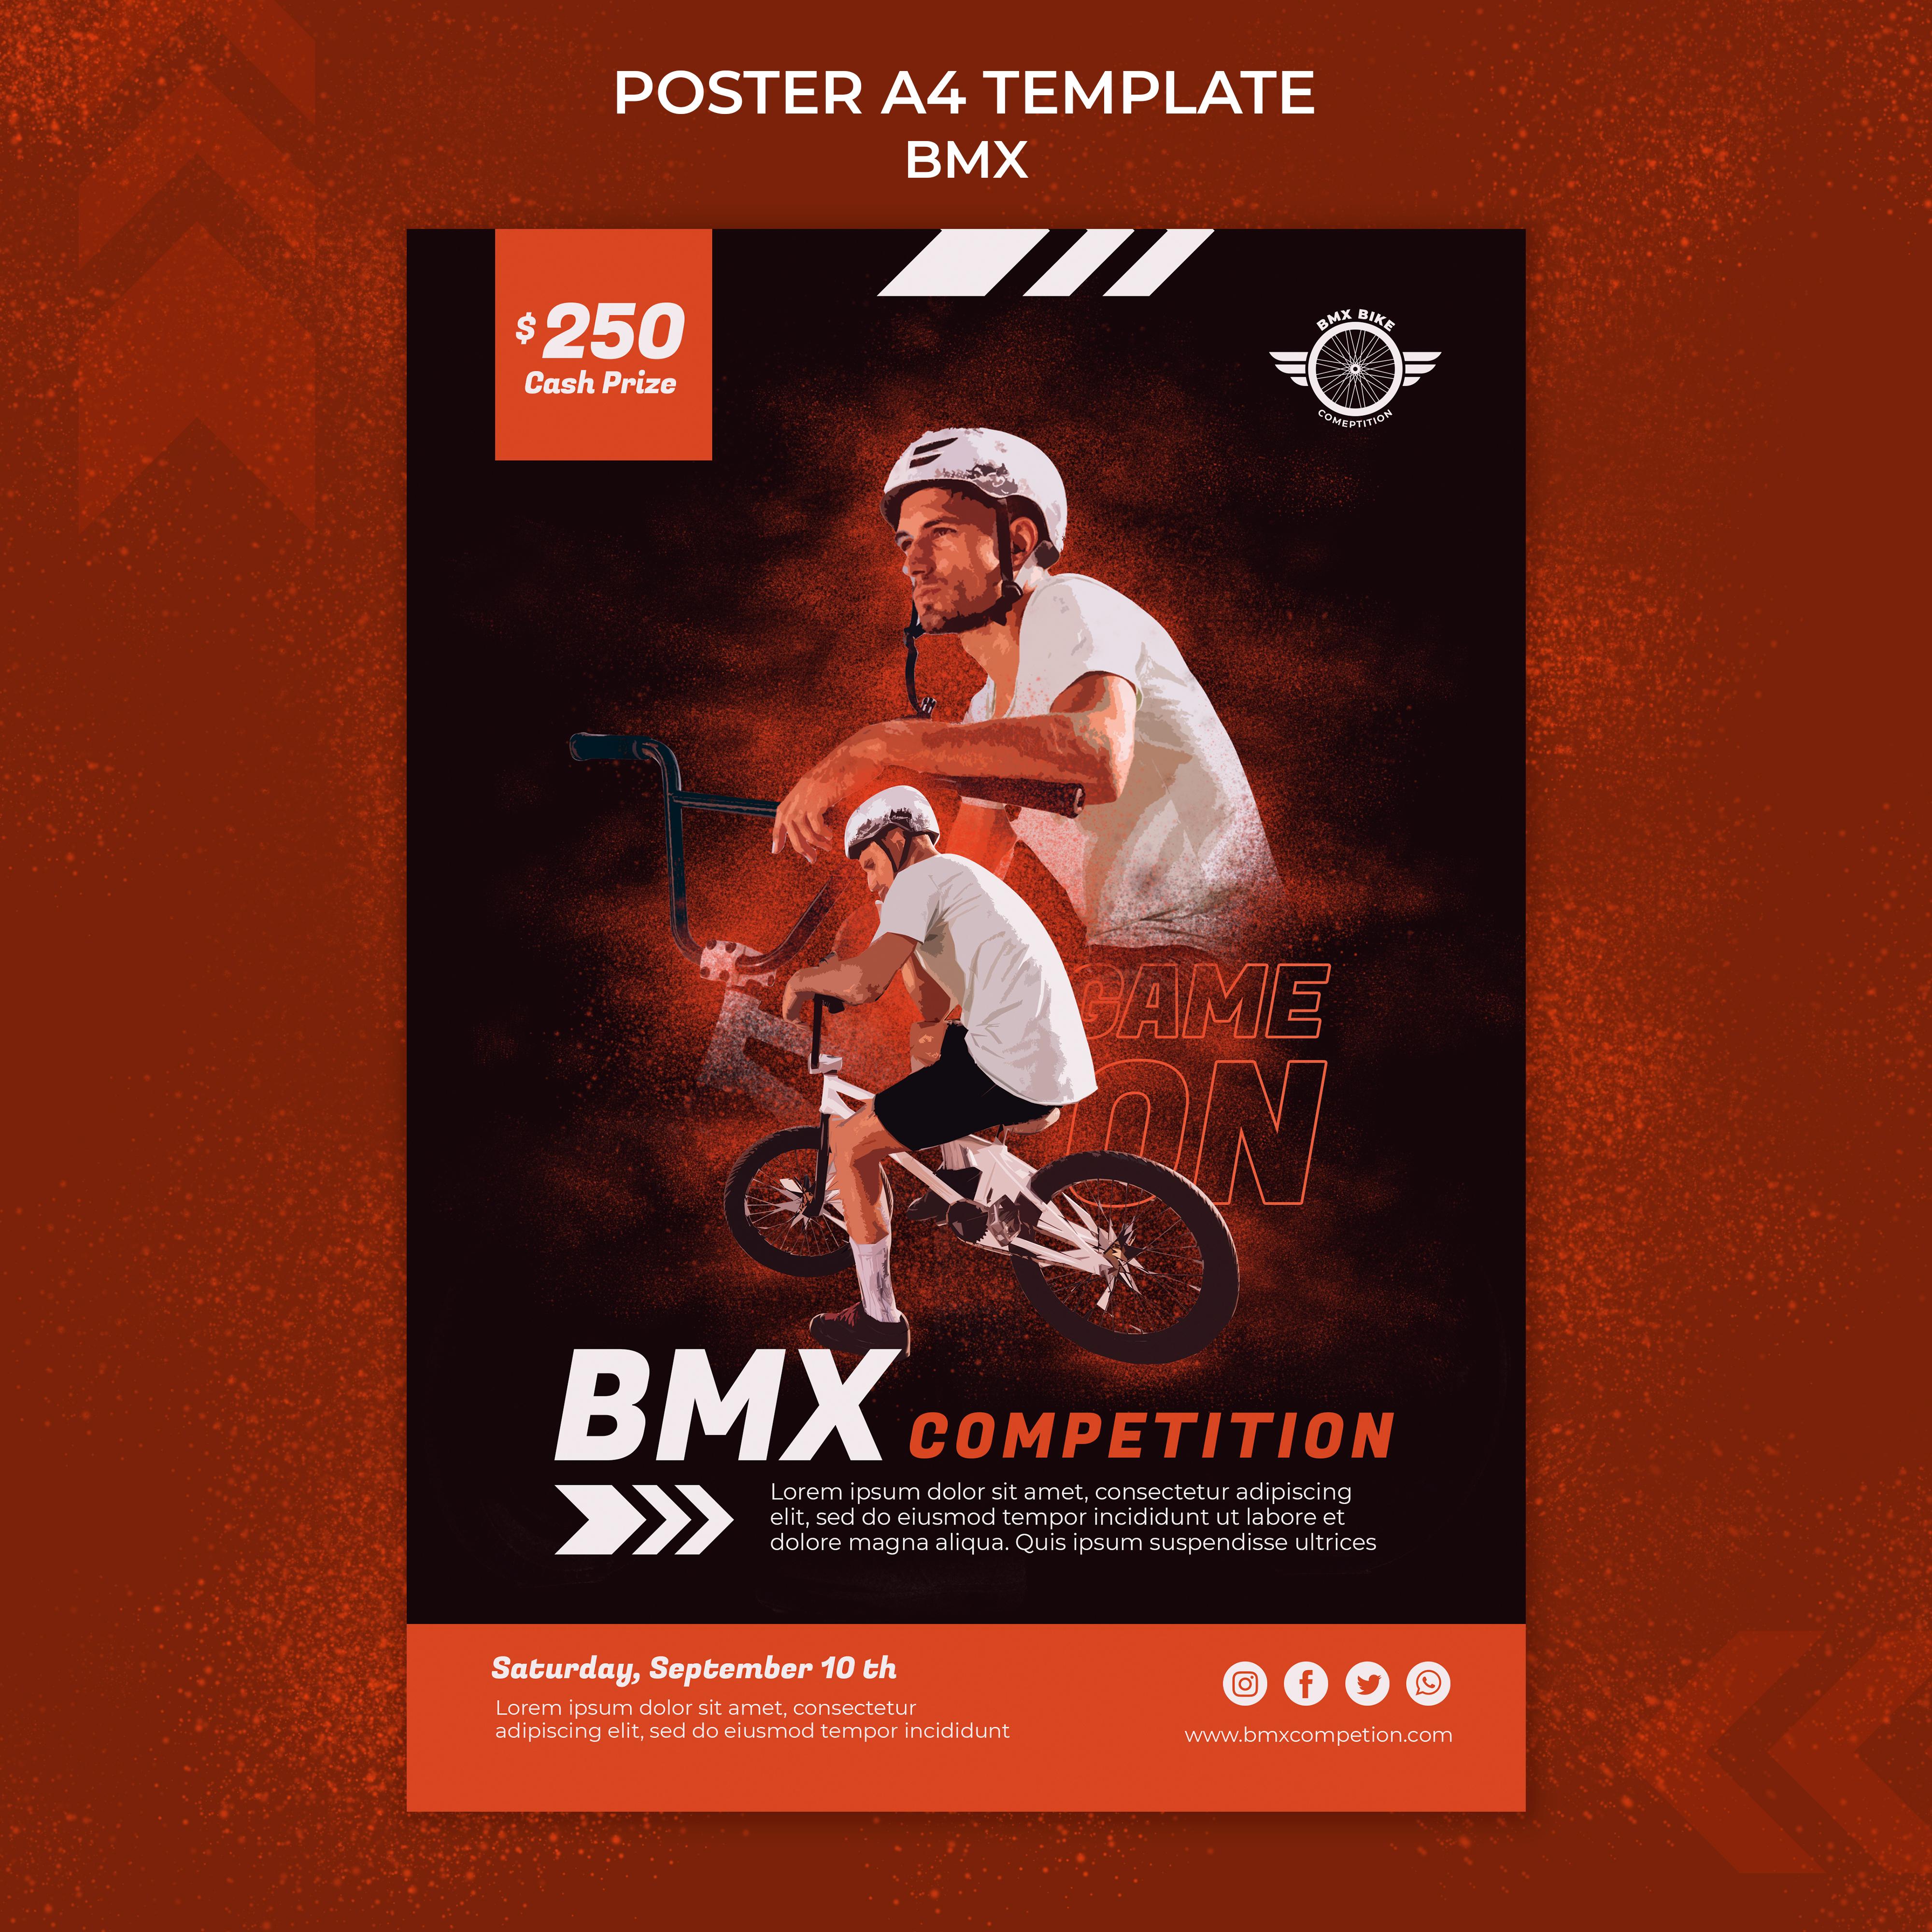 POSTER A4 TEMPLATE
BMX
$250
Cash Prize
BMX BIKE
COMEPTITION
GAME
ON
BMX COMPETITION
Lorem ipsum dolor sit amet, consectetur adipiscing
elit, sed do eiusmod tempor incididunt ut labore et
dolore magna aliqua. Quis ipsum suspendisse ultrices
Saturday, September 10 th
Lorem ipsum dolor sit amet, consectetur
adipiscing elit, sed do eiusmod tempor incididunt
www.bmxcompetion.com